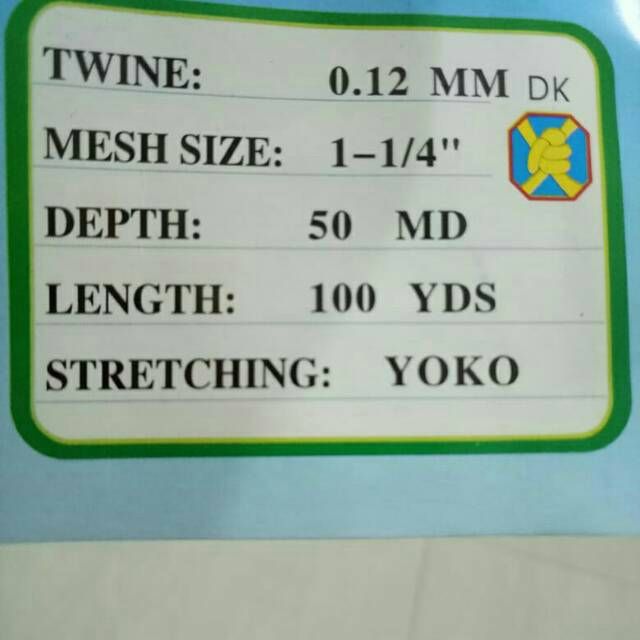 TWINE: 0.12 MM DK
MESH SIZE: 1-1/4"
DEPTH: 50 MD
LENGTH: 100 YDS
STRETCHING: YOKO